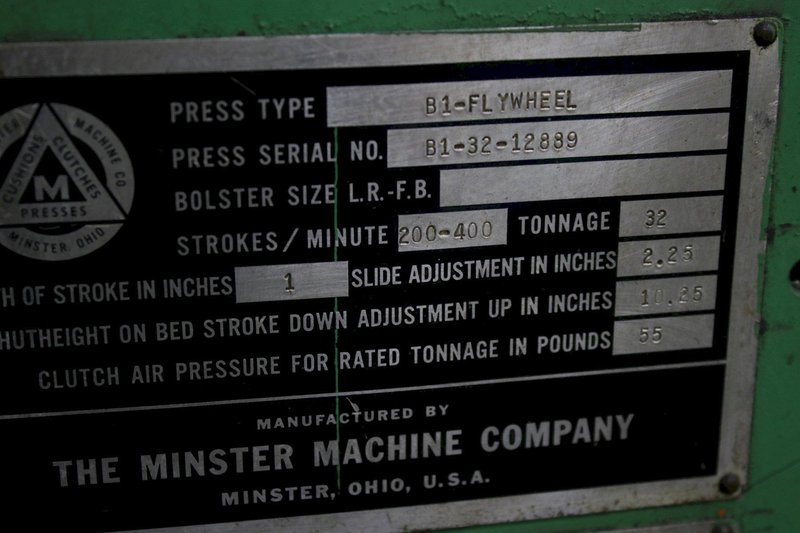 MACHINE CO
CUSHIONS CLUTCHES
M
PRESSES
MINSTER, OHIO
PRESS TYPE B1-FLYWHEEL
PRESS SERIAL NO. B1-32-12889
BOLSTER SIZE L.R.-F.B.
STROKES/MINUTE 200-400 TONNAGE 32
H OF STROKE IN INCHES 1 SLIDE ADJUSTMENT IN INCHES 2.25
HUTHEIGHT ON BED STROKE DOWN ADJUSTMENT UP IN INCHES 10.25
CLUTCH AIR PRESSURE FOR RATED TONNAGE IN POUNDS 55
MANUFACTURED BY
THE MINSTER MACHINE COMPANY
MINSTER, OHIO, U.S.A.